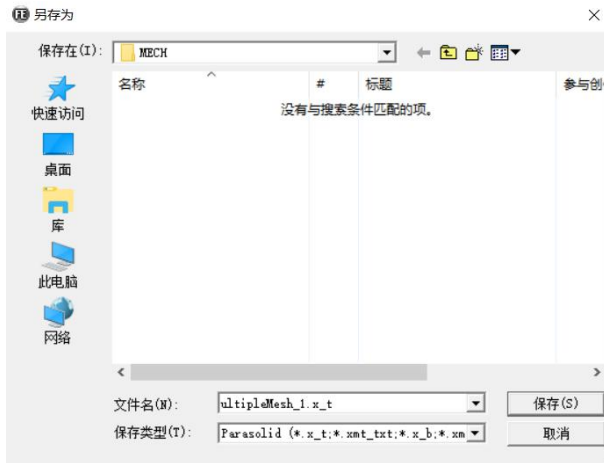 FE 另存为
保存在(I): MECH
名称 # 标题 参与创
没有与搜索条件匹配的项。
快速访问
桌面
库
此电脑
网络
文件名(N): ultipleMesh_1.x_t 保存(S)
保存类型(T): Parasolid (*.x_t;*.xmt_txt;*.x_b;*.xm 取消